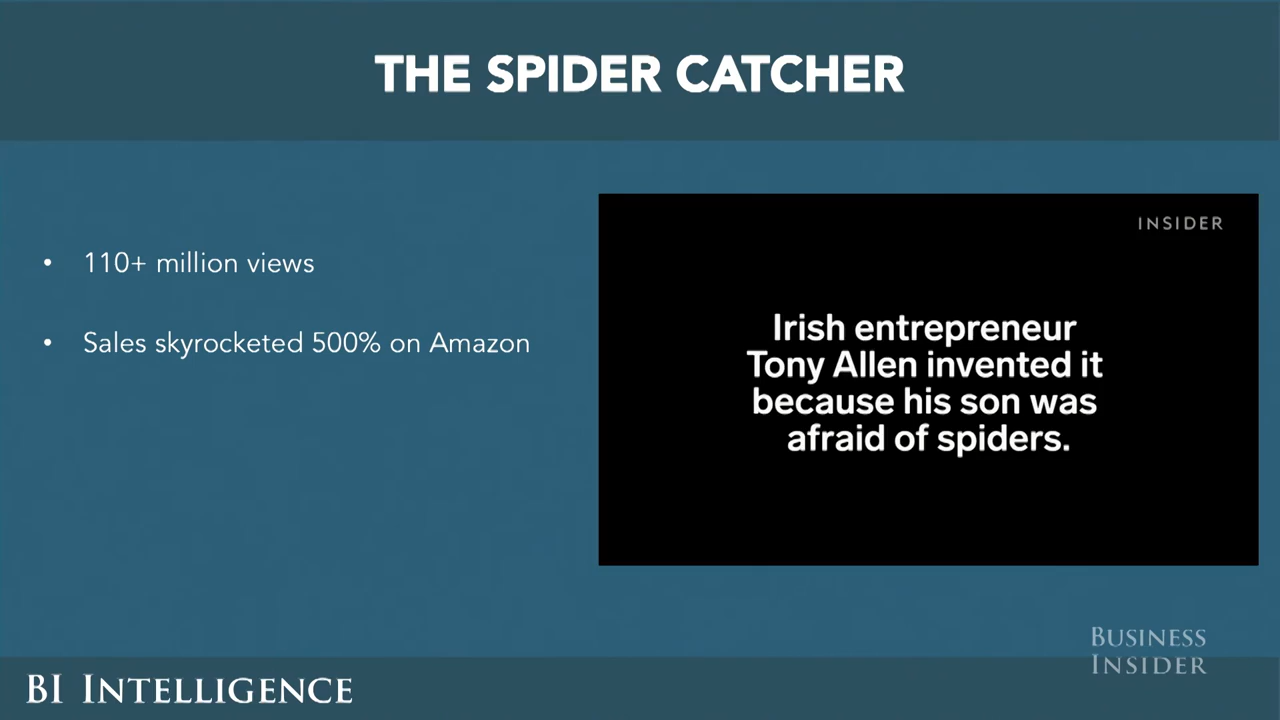 THE SPIDER CATCHER
• 110+ million views
• Sales skyrocketed 500% on Amazon
INSIDER
Irish entrepreneur
Tony Allen invented it
because his son was
afraid of spiders.
BUSINESS
INSIDER
BI INTELLIGENCE